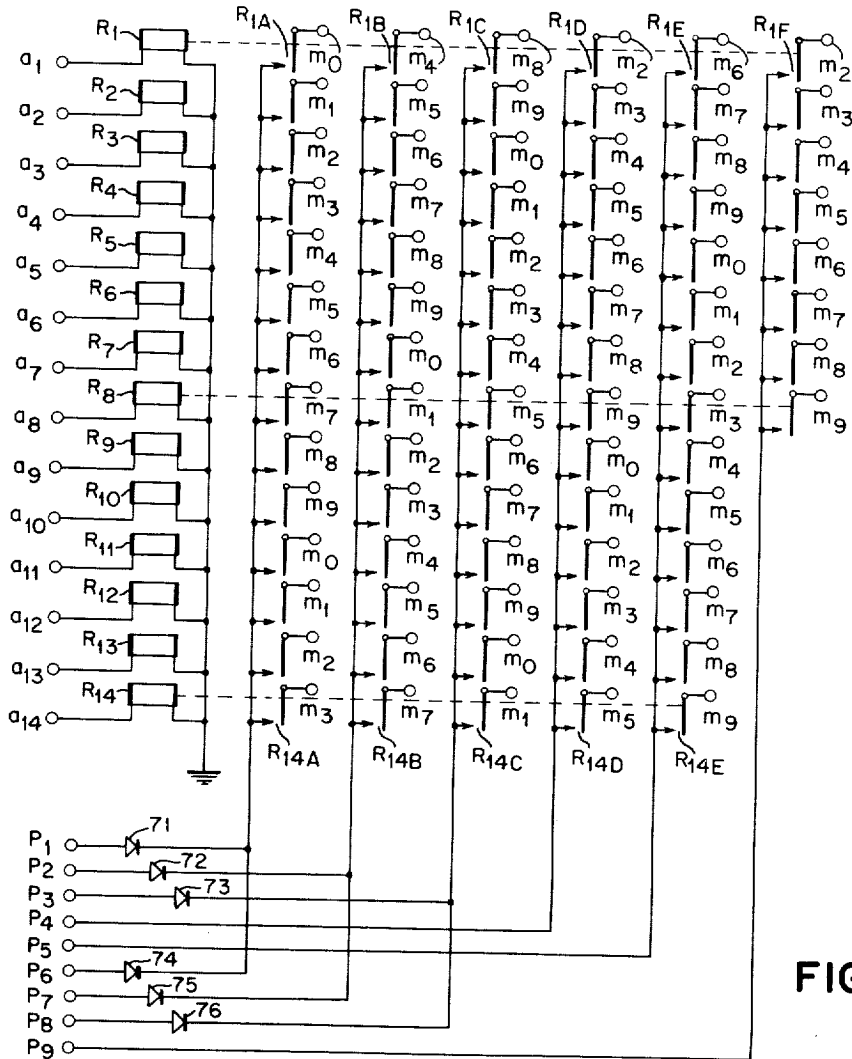 R1A R1B R1C R1D R1E R1F
a1 R1 m0 m4 m8 m2 m6 m2
a2 R2 m1 m5 m9 m3 m7 m3
a3 R3 m2 m6 m0 m4 m8 m4
a4 R4 m3 m7 m1 m5 m9 m5
a5 R5 m4 m8 m2 m6 m0 m6
a6 R6 m5 m9 m3 m7 m1 m7
a7 R7 m6 m0 m4 m8 m2 m8
a8 R8 m7 m1 m5 m9 m3 m9
a9 R9 m8 m2 m6 m0 m4
a10 R10 m9 m3 m7 m1 m5
a11 R11 m0 m4 m8 m2 m6
a12 R12 m1 m5 m9 m3 m7
a13 R13 m2 m6 m0 m4 m8
a14 R14 m3 m7 m1 m5 m9
R14A R14B R14C R14D R14E
P1 71
P2 72
P3 73
P4
P5
P6 74
P7 75
P8 76
P9
FIG